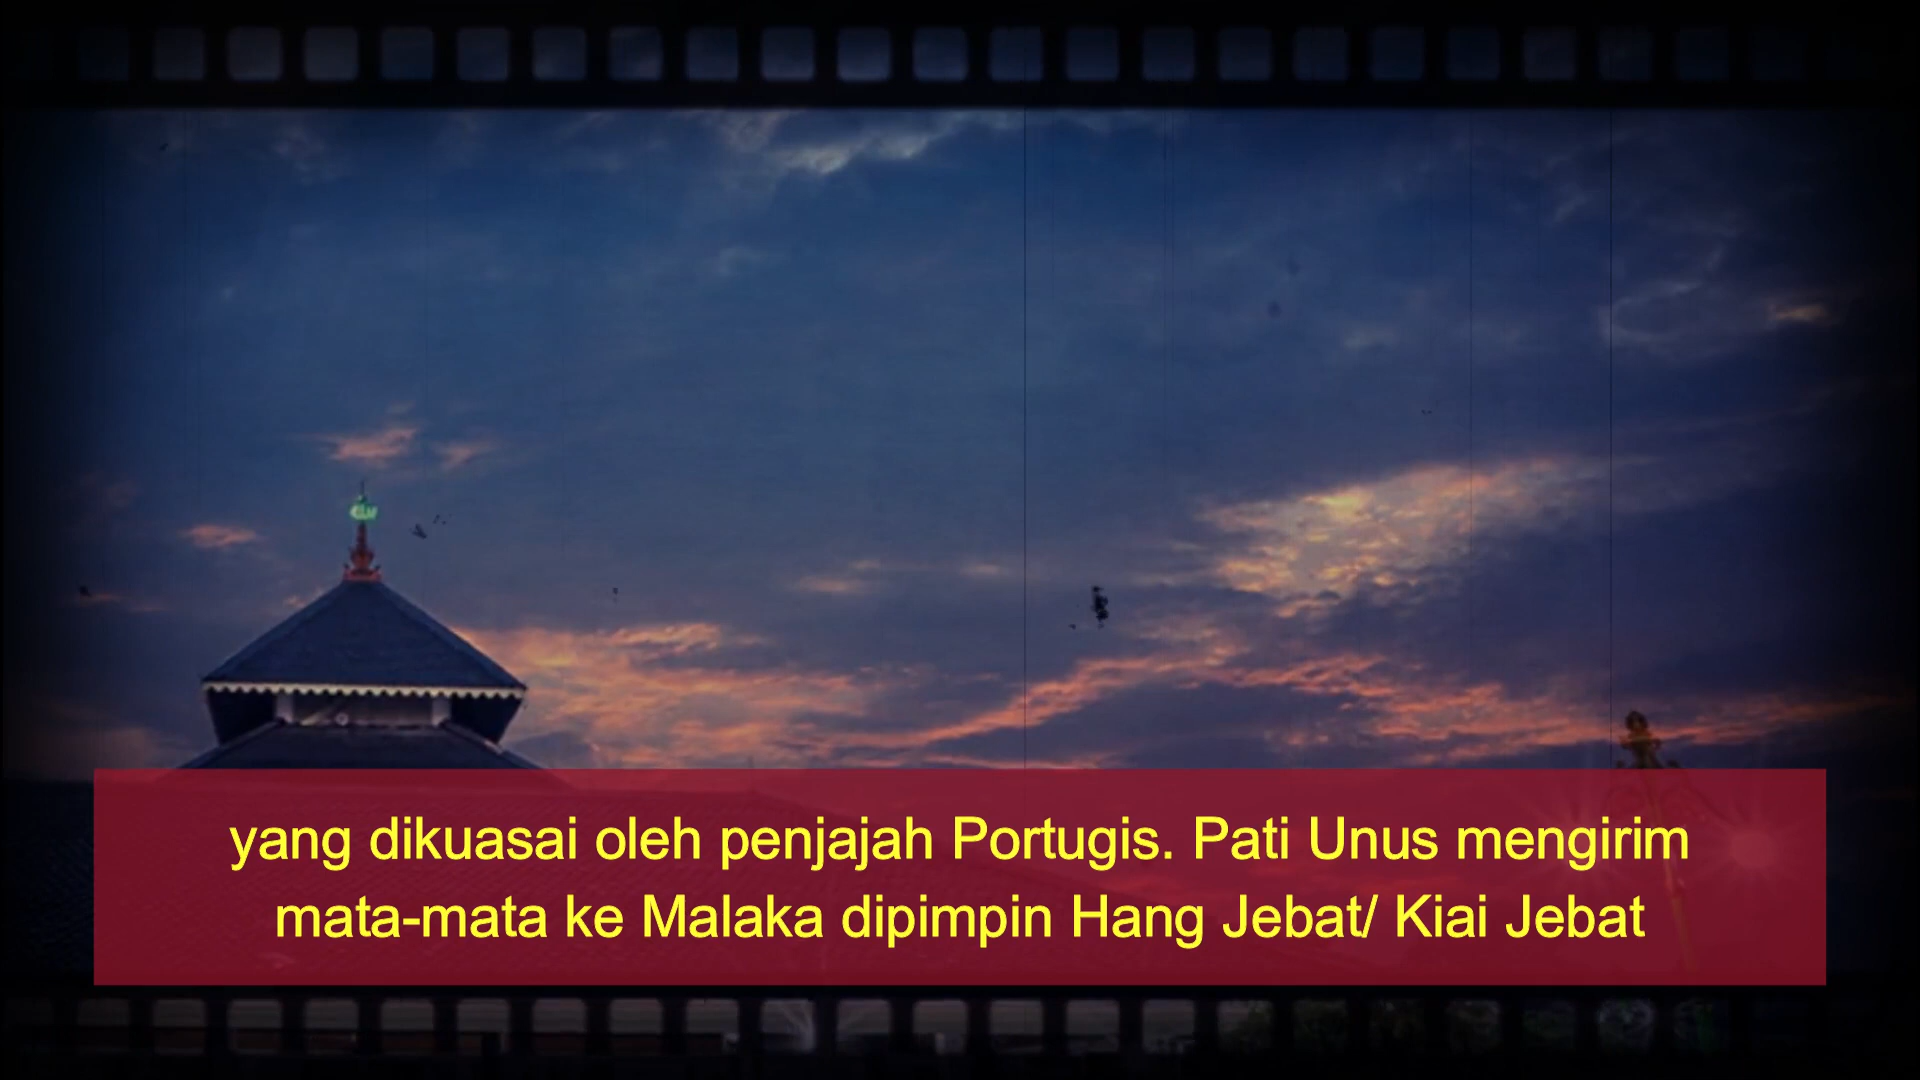 yang dikuasai oleh penjajah Portugis. Pati Unus mengirim
mata-mata ke Malaka dipimpin Hang Jebat/ Kiai Jebat